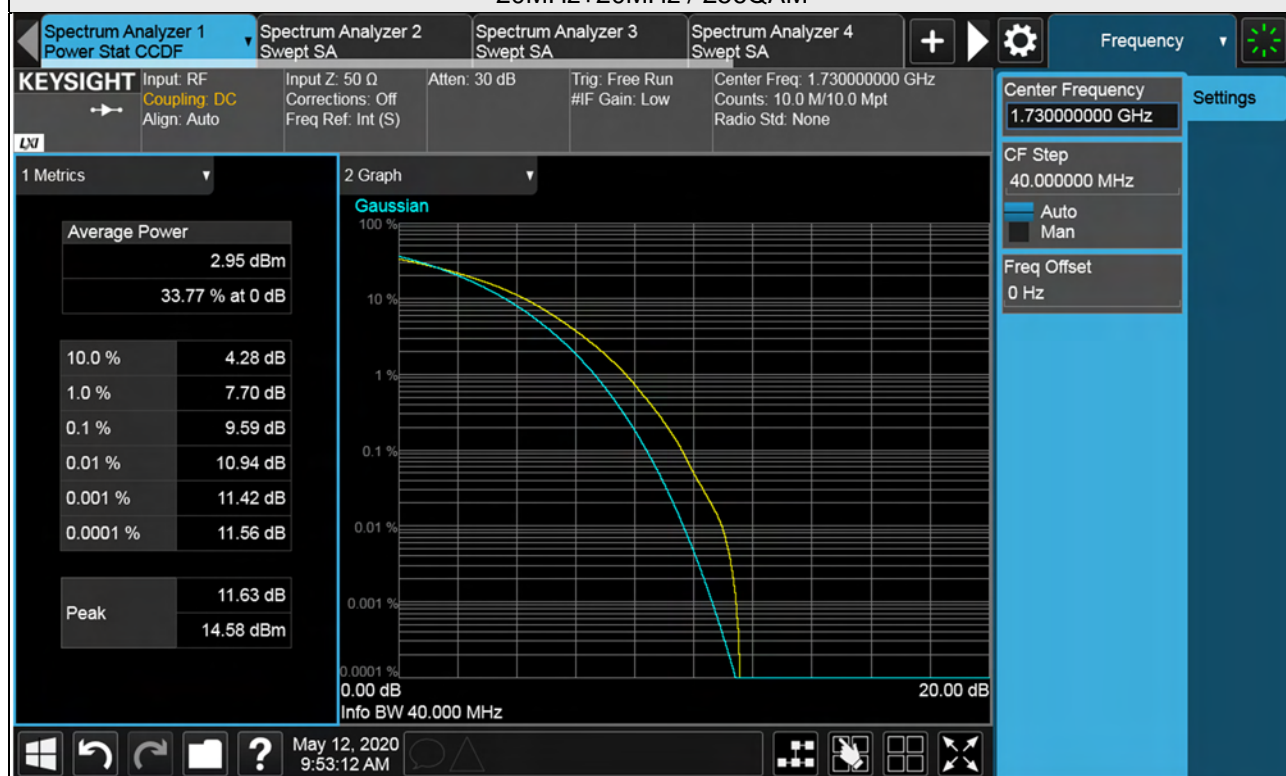 20MHz+20MHz / 256QAM
Spectrum Analyzer 1
Power Stat CCDF
Spectrum Analyzer 2
Swept SA
Spectrum Analyzer 3
Swept SA
Spectrum Analyzer 4
Swept SA
Frequency
KEYSIGHT
LXI
Input: RF
Coupling: DC
Align: Auto
Input Z: 50 Ω
Corrections: Off
Freq Ref: Int (S)
Atten: 30 dB
Trig: Free Run
#IF Gain: Low
Center Freq: 1.730000000 GHz
Counts: 10.0 M/10.0 Mpt
Radio Std: None
Center Frequency
1.730000000 GHz
Settings
CF Step
40.000000 MHz
Auto
Man
Freq Offset
0 Hz
1 Metrics
Average Power
2.95 dBm
33.77 % at 0 dB
10.0 % 4.28 dB
1.0 % 7.70 dB
0.1 % 9.59 dB
0.01 % 10.94 dB
0.001 % 11.42 dB
0.0001 % 11.56 dB
Peak
11.63 dB
14.58 dBm
2 Graph
Gaussian
100 %
10 %
1 %
0.1 %
0.01 %
0.001 %
0.0001 %
0.00 dB 20.00 dB
Info BW 40.000 MHz
?
May 12, 2020
9:53:12 AM